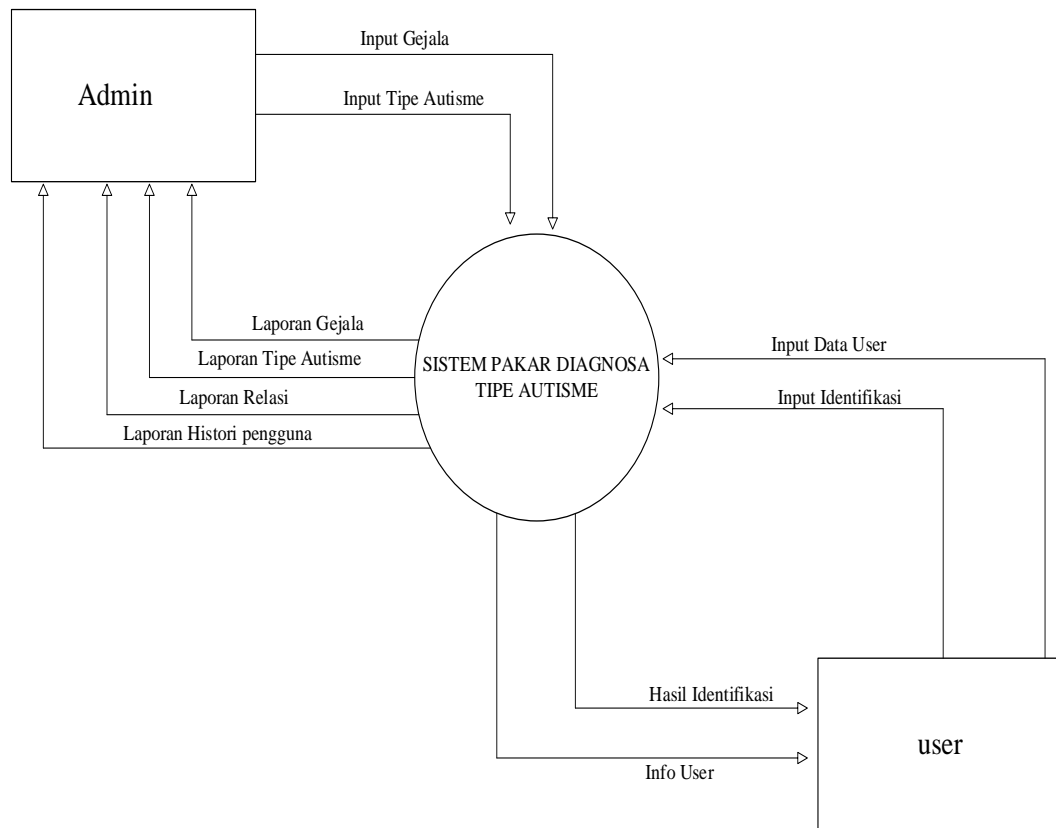 Input Gejala
Admin
Input Tipe Autisme
Laporan Gejala
Laporan Tipe Autisme
Laporan Relasi
Laporan Histori pengguna
SISTEM PAKAR DIAGNOSA
TIPE AUTISME
Input Data User
Input Identifikasi
Hasil Identifikasi
Info User
user